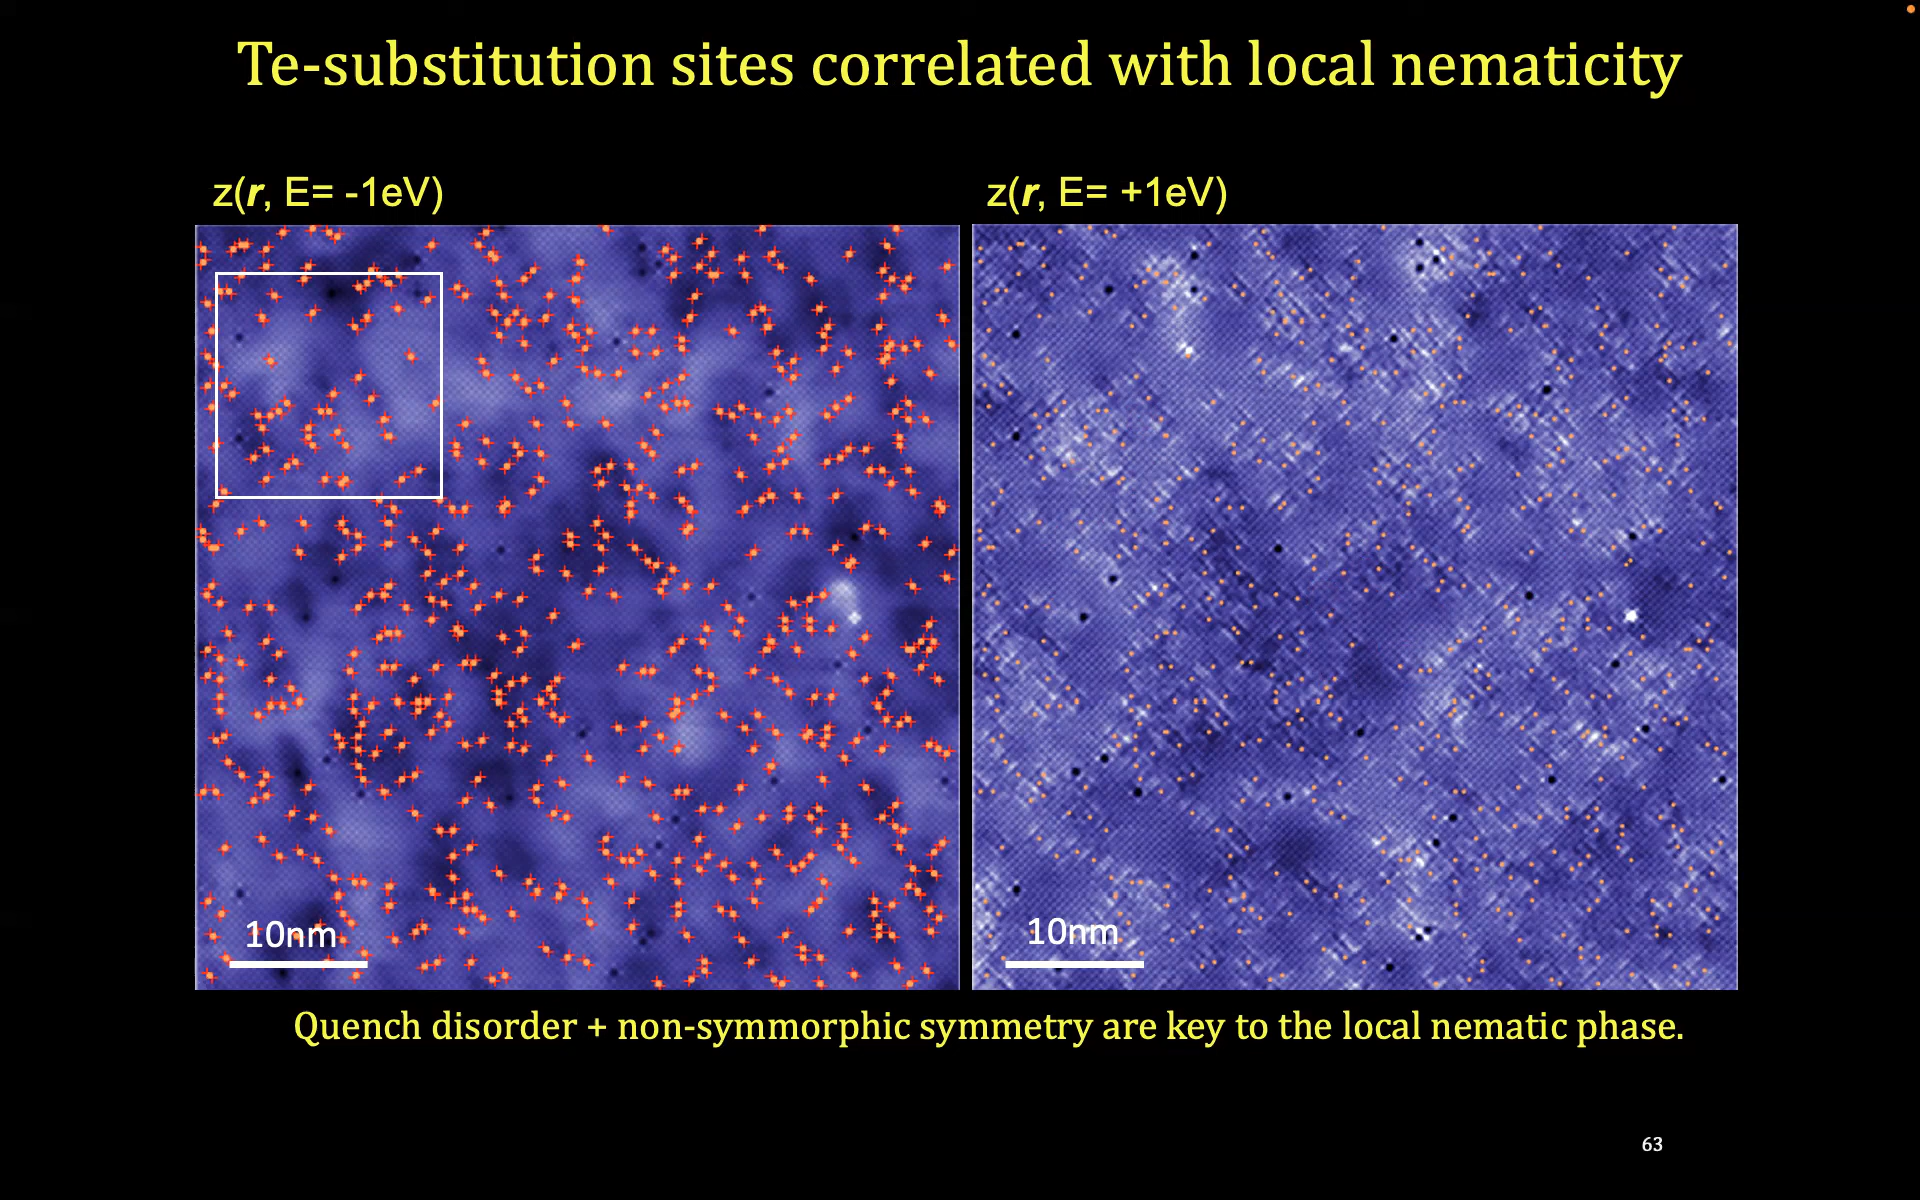 Te-substitution sites correlated with local nematicity
z(r, E= -1eV)
z(r, E= +1eV)
10nm
10nm
Quench disorder + non-symmorphic symmetry are key to the local nematic phase.
63